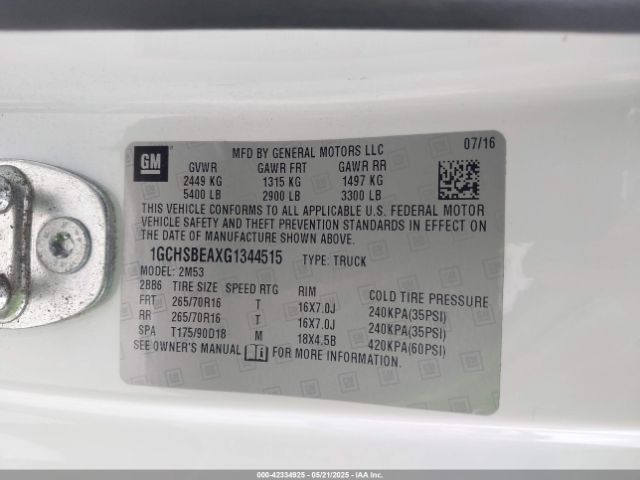 GM
MFD BY GENERAL MOTORS LLC 07/16
GVWR GAWR FRT GAWR RR
2449 KG 1315 KG 1497 KG
5400 LB 2900 LB 3300 LB
THIS VEHICLE CONFORMS TO ALL APPLICABLE U.S. FEDERAL MOTOR
VEHICLE SAFETY AND THEFT PREVENTION STANDARDS IN EFFECT ON
THE DATE OF MANUFACTURE SHOWN ABOVE.
1GCHSBEAXG1344515 TYPE: TRUCK
MODEL: 2M53
2BB6 TIRE SIZE SPEED RTG RIM COLD TIRE PRESSURE
FRT 265/70R16 T 16X7.0J 240KPA(35PSI)
RR 265/70R16 T 16X7.0J 240KPA(35PSI)
SPA T175/90D18 M 18X4.5B 420KPA(60PSI)
SEE OWNER'S MANUAL FOR MORE INFORMATION.
000-42334925 - 05/21/2025 - IAA Inc.